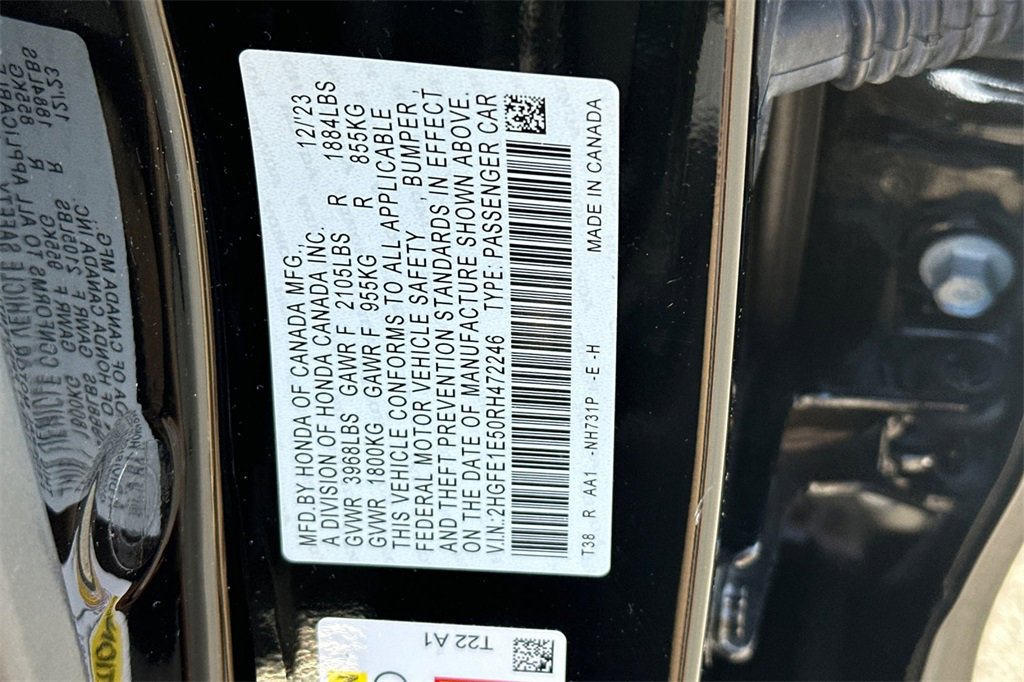 MFD.BY HONDA OF CANADA MFG.,
A DIVISION OF HONDA CANADA INC. 12/'23
GVWR 3968LBS GAWR F 2105LBS R 1884LBS
GVWR 1800KG GAWR F 955KG R 855KG
THIS VEHICLE CONFORMS TO ALL APPLICABLE
FEDERAL MOTOR VEHICLE SAFETY , BUMPER ,
AND THEFT PREVENTION STANDARDS , IN EFFECT
ON THE DATE OF MANUFACTURE SHOWN ABOVE.
V.I.N.:2HGFE1E50RH472246 TYPE: PASSENGER CAR
T38 R AA1 -NH731P -E -H MADE IN CANADA
T22 A1